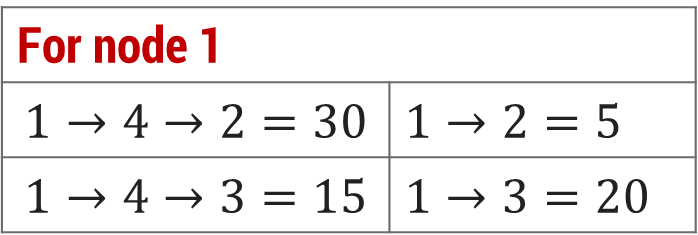 For node 1
1 → 4 → 2 = 30 1 → 2 = 5
1 → 4 → 3 = 15 1 → 3 = 20